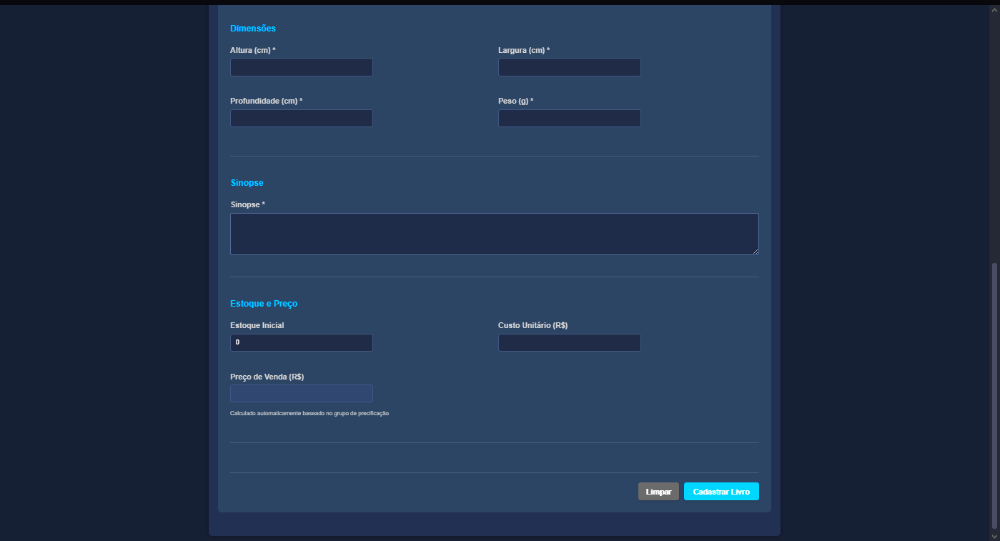 Dimensões
Altura (cm) *
Largura (cm) *
Profundidade (cm) *
Peso (g) *
Sinopse
Sinopse *
Estoque e Preço
Estoque Inicial
Custo Unitário (R$)
0
Preço de Venda (R$)
Calculado automaticamente baseado no grupo de precificação
Limpar
Cadastrar Livro